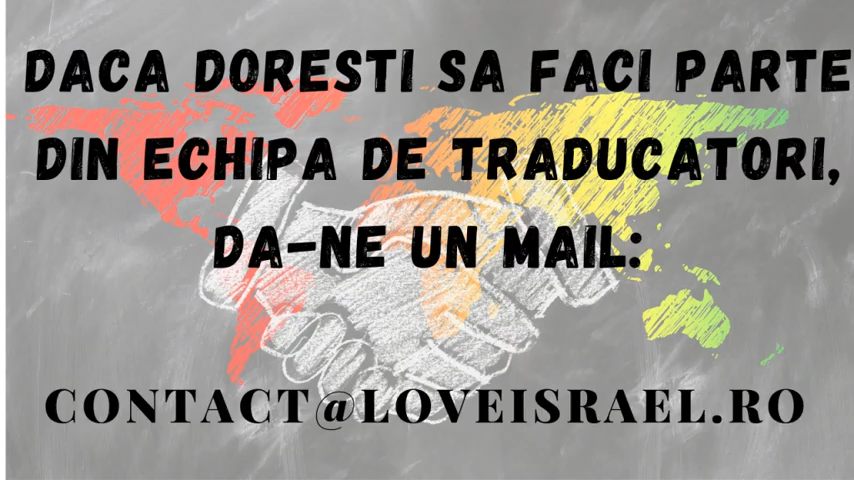 DACA DORESTI SA FACI PARTE
DIN ECHIPA DE TRADUCATORI,
DA-NE UN MAIL:
CONTACT@LOVEISRAEL.RO